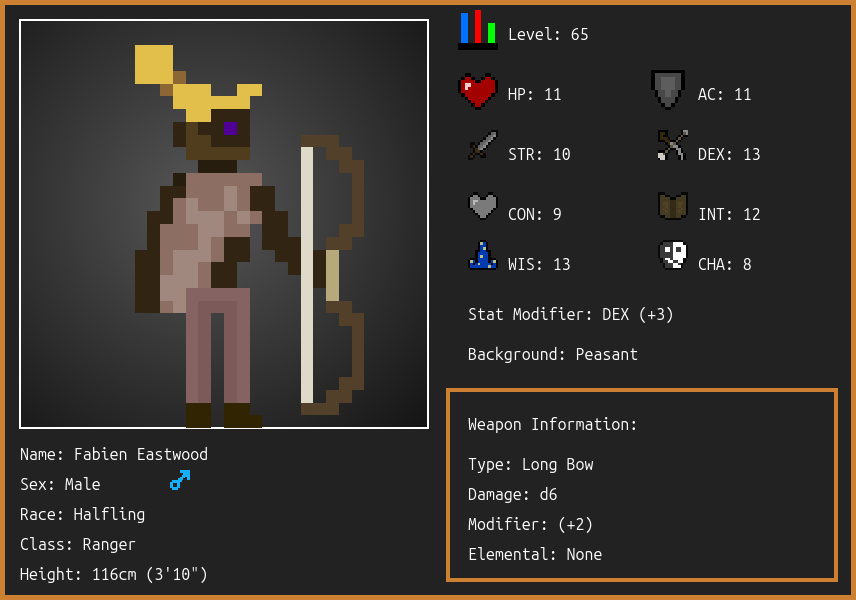 Level: 65
HP: 11
AC: 11
STR: 10
DEX: 13
CON: 9
INT: 12
WIS: 13
CHA: 8
Stat Modifier: DEX (+3)
Background: Peasant
Weapon Information:
Type: Long Bow
Damage: d6
Modifier: (+2)
Elemental: None
Name: Fabien Eastwood
Sex: Male
Race: Halfling
Class: Ranger
Height: 116cm (3'10")